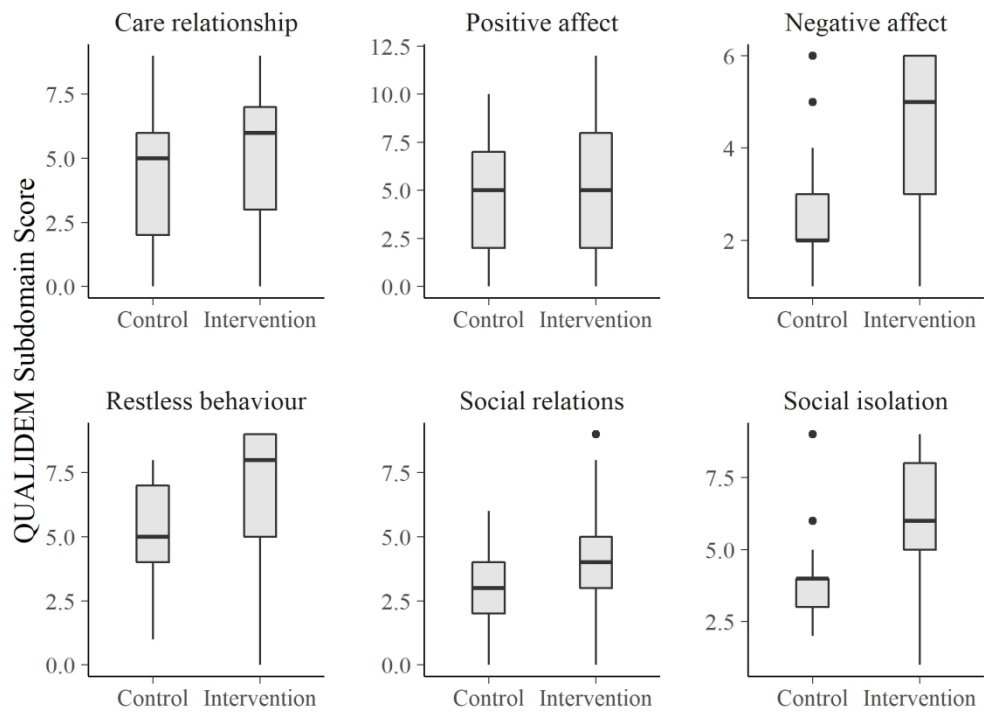 QUALIDEM Subdomain Score
Care relationship
7.5
5.0
2.5
0.0
Control Intervention
Positive affect
12.5
10.0
7.5
5.0
2.5
0.0
Control Intervention
Negative affect
6
4
2
Control Intervention
Restless behaviour
7.5
5.0
2.5
0.0
Control Intervention
Social relations
7.5
5.0
2.5
0.0
Control Intervention
Social isolation
7.5
5.0
2.5
Control Intervention